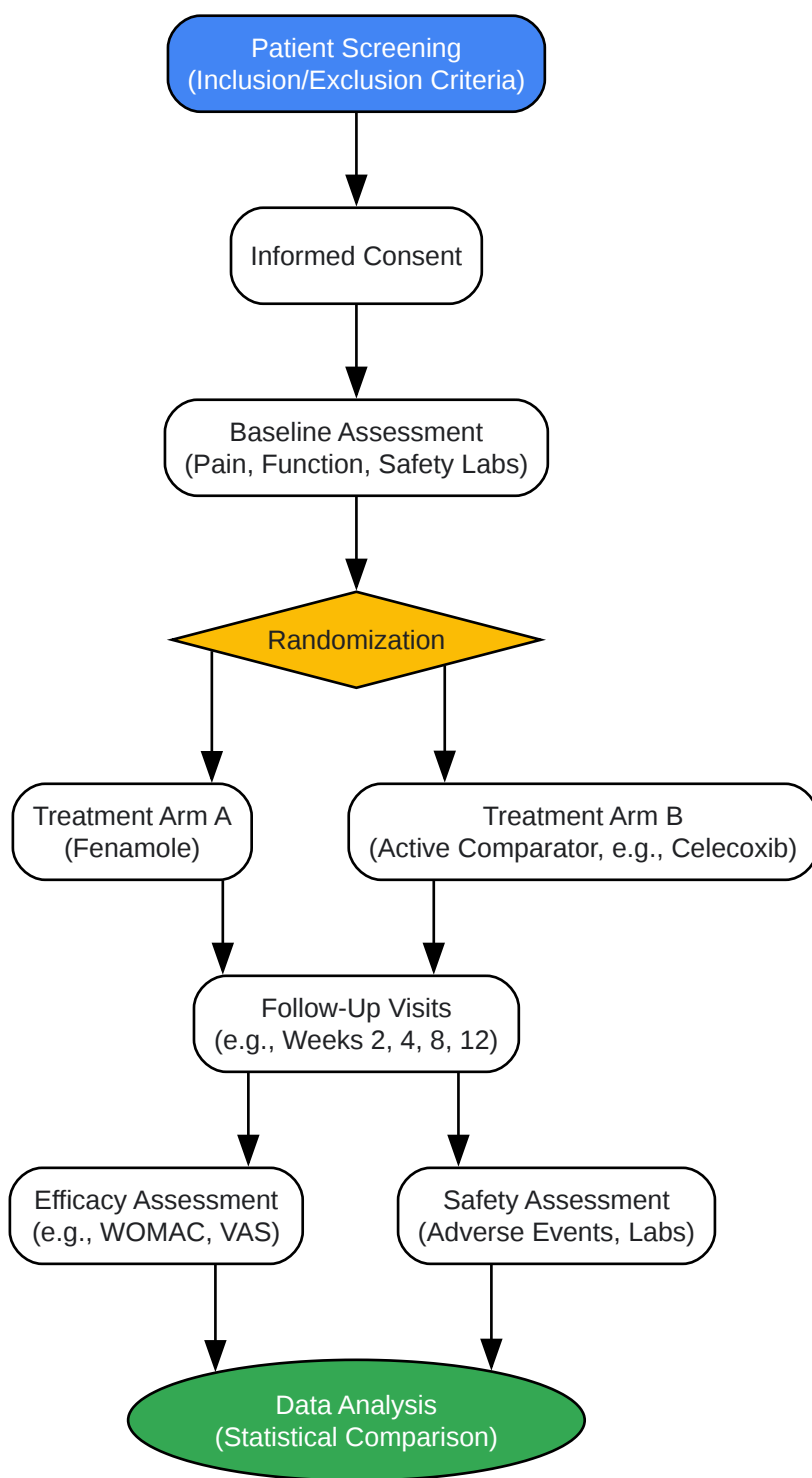 Patient Screening
(Inclusion/Exclusion Criteria)
Informed Consent
Baseline Assessment
(Pain, Function, Safety Labs)
Randomization
Treatment Arm A
(Fenamole)
Treatment Arm B
(Active Comparator, e.g., Celecoxib)
Follow-Up Visits
(e.g., Weeks 2, 4, 8, 12)
Efficacy Assessment
(e.g., WOMAC, VAS)
Safety Assessment
(Adverse Events, Labs)
Data Analysis
(Statistical Comparison)